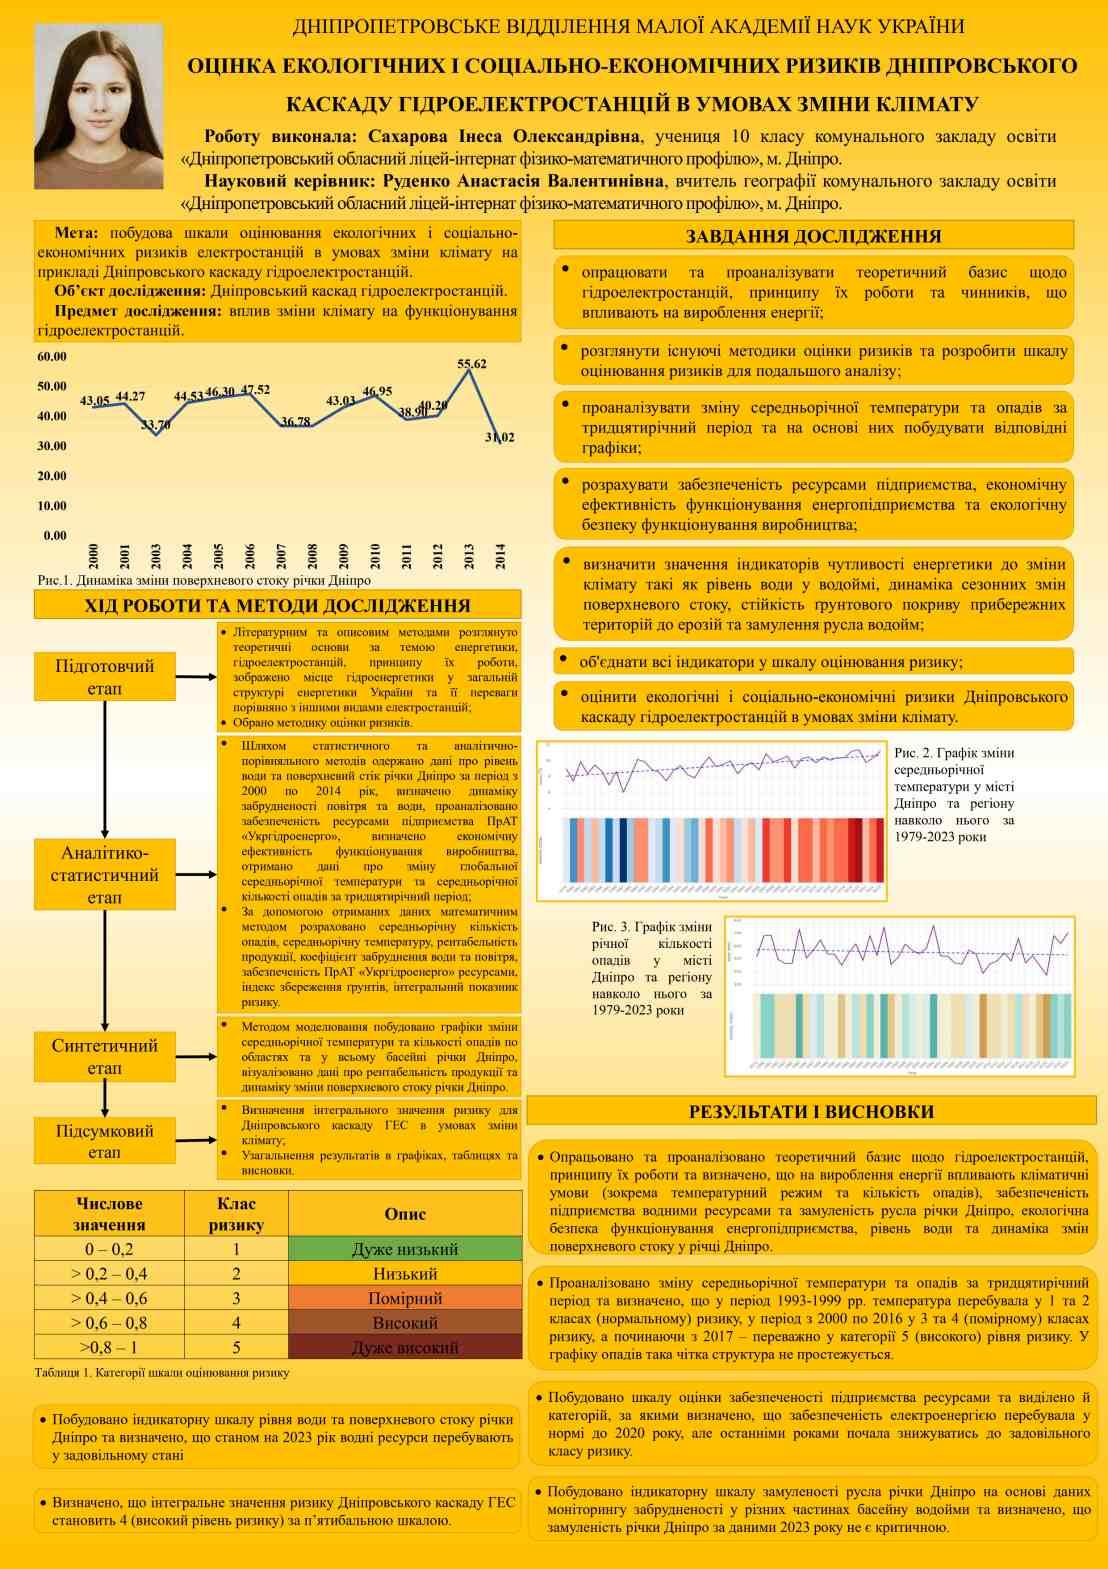 ДНІПРОПЕТРОВСЬКЕ ВІДДІЛЕННЯ МАЛОЇ АКАДЕМІЇ НАУК УКРАЇНИ
ОЦІНКА ЕКОЛОГІЧНИХ І СОЦІАЛЬНО-ЕКОНОМІЧНИХ РИЗИКІВ ДНІПРОВСЬКОГО
КАСКАДУ ГІДРОЕЛЕКТРОСТАНЦІЙ В УМОВАХ ЗМІНИ КЛІМАТУ
Роботу виконала: Сахарова Інеса Олександрівна, учениця 10 класу комунального закладу освіти
«Дніпропетровський обласний ліцей-інтернат фізико-математичного профілю», м. Дніпро.
Науковий керівник: Руденко Анастасія Валентинівна, вчитель географії комунального закладу освіти
«Дніпропетровський обласний ліцей-інтернат фізико-математичного профілю», м. Дніпро.
Мета: побудова шкали оцінювання екологічних і соціально-
економічних ризиків електростанцій в умовах зміни клімату на
прикладі Дніпровського каскаду гідроелектростанцій.
Об’єкт дослідження: Дніпровський каскад гідроелектростанцій.
Предмет дослідження: вплив зміни клімату на функціонування
гідроелектростанцій.
60.00
50.00
40.00
30.00
20.00
10.00
0.00
43.05 44.27 33.70 44.53 46.30 47.52 36.78 43.03 46.95 38.90 40.20 55.62 31.02
2000 2001 2003 2004 2005 2006 2007 2008 2009 2010 2011 2012 2013 2014
Рис.1. Динаміка зміни поверхневого стоку річки Дніпро
ХІД РОБОТИ ТА МЕТОДИ ДОСЛІДЖЕННЯ
Підготовчий
етап
• Літературним та описовим методами розглянуто
теоретичні основи за темою енергетики,
гідроелектростанцій, принципу їх роботи,
зображено місце гідроенергетики у загальній
структурі енергетики України та її переваги
порівняно з іншими видами електростанцій;
• Обрано методику оцінки ризиків.
Аналітико-
статистичний
етап
• Шляхом статистичного та аналітично-
порівняльного методів одержано дані про рівень
води та поверхневий стік річки Дніпро за період з
2000 по 2014 рік, визначено динаміку
забрудненості повітря та води, проаналізовано
забезпеченість ресурсами підприємства ПрАТ
«Укргідроенерго», визначено економічну
ефективність функціонування виробництва,
отримано дані про зміну глобальної
середньорічної температури та середньорічної
кількості опадів за тридцятирічний період;
• За допомогою отриманих даних математичним
методом розраховано середньорічну кількість
опадів, середньорічну температуру, рентабельність
продукції, коефіцієнт забруднення води та повітря,
забезпеченість ПрАТ «Укргідроенерго» ресурсами,
індекс збереження ґрунтів, інтегральний показник
ризику.
Синтетичний
етап
• Методом моделювання побудовано графіки зміни
середньорічної температури та кількості опадів по
областях та у всьому басейні річки Дніпро,
візуалізовано дані про рентабельність продукції та
динаміку зміни поверхневого стоку річки Дніпро.
Підсумковий
етап
• Визначення інтегрального значення ризику для
Дніпровського каскаду ГЕС в умовах зміни
клімату;
• Узагальнення результатів в графіках, таблицях та
висновки.
Числове значення Клас ризику Опис
0 – 0,2 1 Дуже низький
> 0,2 – 0,4 2 Низький
> 0,4 – 0,6 3 Помірний
> 0,6 – 0,8 4 Високий
>0,8 – 1 5 Дуже високий
Таблиця 1. Категорії шкали оцінювання ризику
• Побудовано індикаторну шкалу рівня води та поверхневого стоку річки
Дніпро та визначено, що станом на 2023 рік водні ресурси перебувають
у задовільному стані
• Визначено, що інтегральне значення ризику Дніпровського каскаду ГЕС
становить 4 (високий рівень ризику) за п’ятибальною шкалою.
ЗАВДАННЯ ДОСЛІДЖЕННЯ
• опрацювати та проаналізувати теоретичний базис щодо
гідроелектростанцій, принципу їх роботи та чинників, що
впливають на вироблення енергії;
• розглянути існуючі методики оцінки ризиків та розробити шкалу
оцінювання ризиків для подальшого аналізу;
• проаналізувати зміну середньорічної температури та опадів за
тридцятирічний період та на основі них побудувати відповідні
графіки;
• розрахувати забезпеченість ресурсами підприємства, економічну
ефективність функціонування енергопідприємства та екологічну
безпеку функціонування виробництва;
• визначити значення індикаторів чутливості енергетики до зміни
клімату такі як рівень води у водоймі, динаміка сезонних змін
поверхневого стоку, стійкість ґрунтового покриву прибережних
територій до ерозій та замулення русла водойм;
• об'єднати всі індикатори у шкалу оцінювання ризику;
• оцінити екологічні і соціально-економічні ризики Дніпровського
каскаду гідроелектростанцій в умовах зміни клімату.
Рис. 2. Графік зміни
середньорічної
температури у місті
Дніпро та регіону
навколо нього за
1979-2023 роки
Рис. 3. Графік зміни
річної кількості
опадів у місті
Дніпро та регіону
навколо нього за
1979-2023 роки
РЕЗУЛЬТАТИ І ВИСНОВКИ
• Опрацьовано та проаналізовано теоретичний базис щодо гідроелектростанцій,
принципу їх роботи та визначено, що на вироблення енергії впливають кліматичні
умови (зокрема температурний режим та кількість опадів), забезпеченість
підприємства водними ресурсами та замуленість русла річки Дніпро, екологічна
безпека функціонування енергопідприємства, рівень води та динаміка змін
поверхневого стоку у річці Дніпро.
• Проаналізовано зміну середньорічної температури та опадів за тридцятирічний
період та визначено, що у період 1993-1999 рр. температура перебувала у 1 та 2
класах (нормальному) ризику, у період з 2000 по 2016 у 3 та 4 (помірному) класах
ризику, а починаючи з 2017 – переважно у категорії 5 (високого) рівня ризику. У
графіку опадів така чітка структура не простежується.
• Побудовано шкалу оцінки забезпеченості підприємства ресурсами та виділено й
категорій, за якими визначено, що забезпеченість електроенергією перебувала у
нормі до 2020 року, але останніми роками почала знижуватись до задовільного
класу ризику.
• Побудовано індикаторну шкалу замуленості русла річки Дніпро на основі даних
моніторингу забрудненості у різних частинах басейну водойми та визначено, що
замуленість річки Дніпро за даними 2023 року не є критичною.